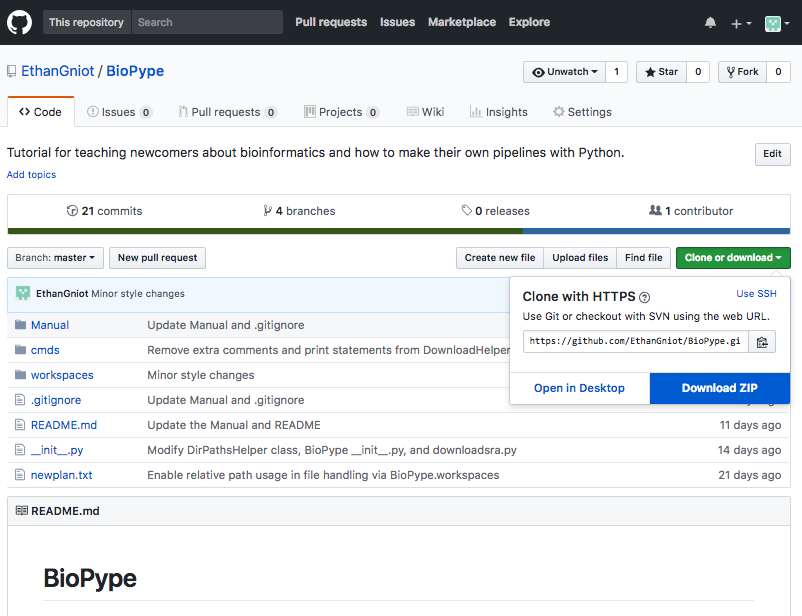 This repository Search Pull requests Issues Marketplace Explore
EthanGniot / BioPype Unwatch 1 Star 0 Fork 0
Code Issues 0 Pull requests 0 Projects 0 Wiki Insights Settings
Tutorial for teaching newcomers about bioinformatics and how to make their own pipelines with Python. Edit
Add topics
21 commits 4 branches 0 releases 1 contributor
Branch: master New pull request Create new file Upload files Find file Clone or download
EthanGniot Minor style changes
Manual Update Manual and .gitignore
cmds Remove extra comments and print statements from DownloadHelper
workspaces Minor style changes
.gitignore Update Manual and .gitignore
README.md Update the Manual and README 11 days ago
__init__.py Modify DirPathsHelper class, BioPype __init__.py, and downloadsra.py 14 days ago
newplan.txt Enable relative path usage in file handling via BioPype.workspaces 21 days ago
Clone with HTTPS Use SSH
Use Git or checkout with SVN using the web URL.
https://github.com/EthanGniot/BioPype.gi
Open in Desktop Download ZIP
README.md
BioPype